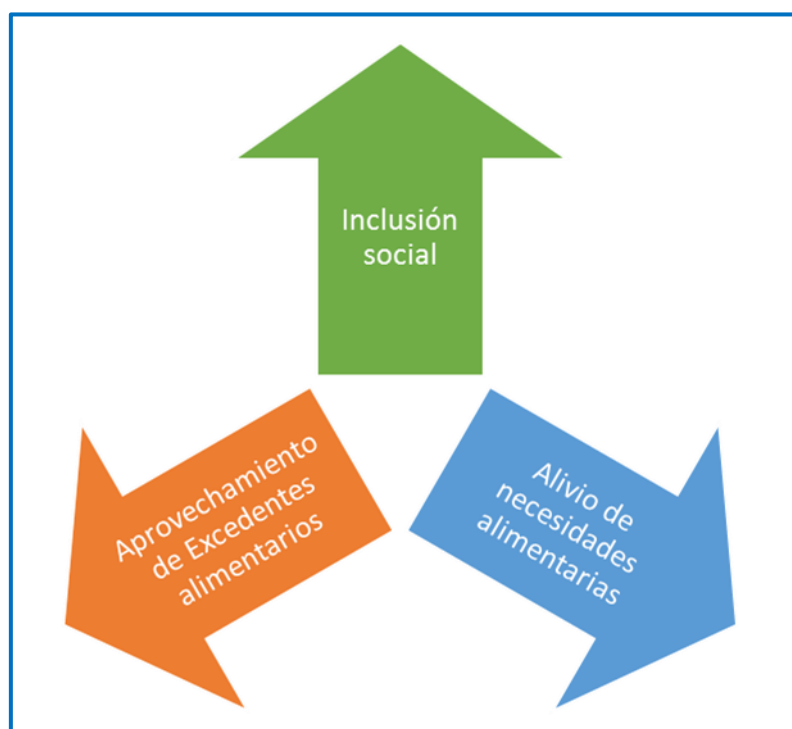 Inclusión
social
Aprovechamiento
de Excedentes
alimentarios
Alivio de
necesidades
alimentarias